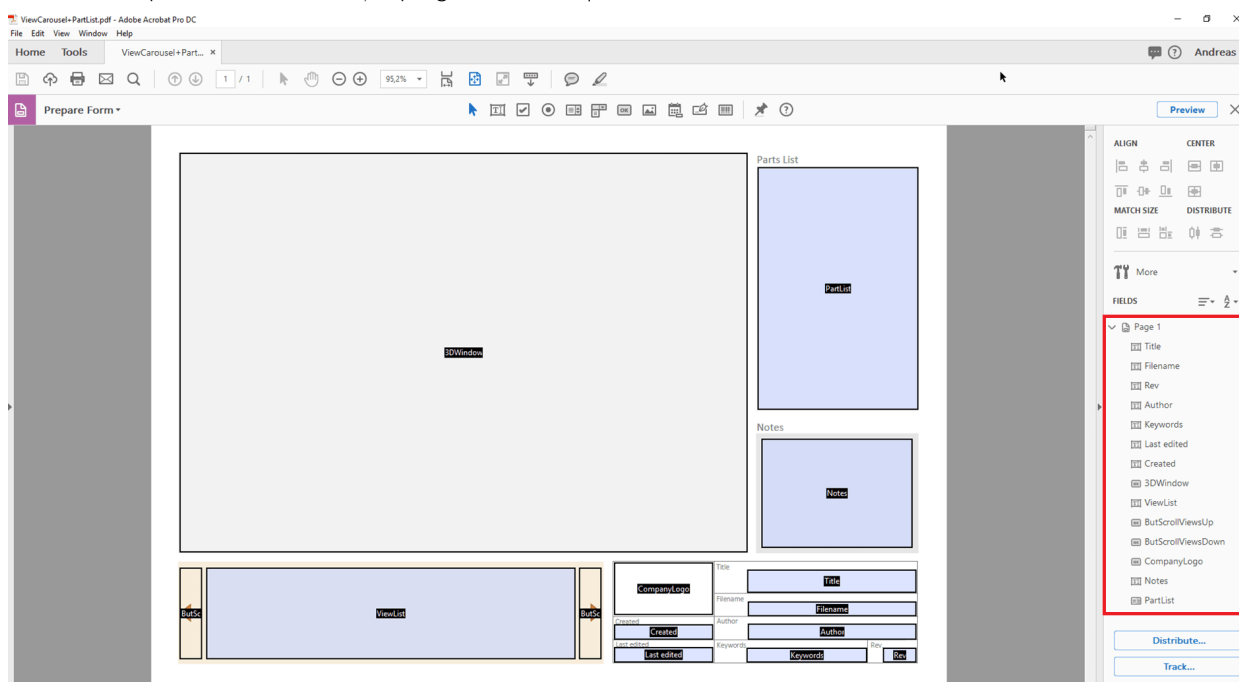 ViewCarousel+PartList.pdf - Adobe Acrobat Pro DC
File Edit View Window Help
Home Tools ViewCarousel+Part... × Andreas
1 / 1 95,2%
Prepare Form Preview
ALIGN CENTER
MATCH SIZE DISTRIBUTE
More
FIELDS
Page 1
Title
Filename
Rev
Author
Keywords
Last edited
Created
3DWindow
ViewList
ButScrollViewsUp
ButScrollViewsDown
CompanyLogo
Notes
PartList
Distribute...
Track...
Parts List
PartList
3DWindow
Notes
Notes
ButSc ViewList ButSc
CompanyLogo
Title
Title
Filename
Filename
Created
Created
Author
Author
Last edited
Last edited
Keywords
Keywords
Rev
Rev